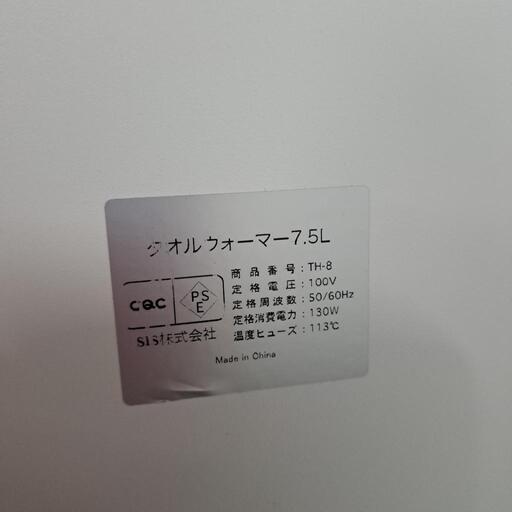 タオルウォーマー7.5L
商品番号：TH-8
定格電圧：100V
定格周波数：50/60Hz
定格消費電力：130W
温度ヒューズ：113℃
CQC
PS
E
SIS株式会社
Made in China